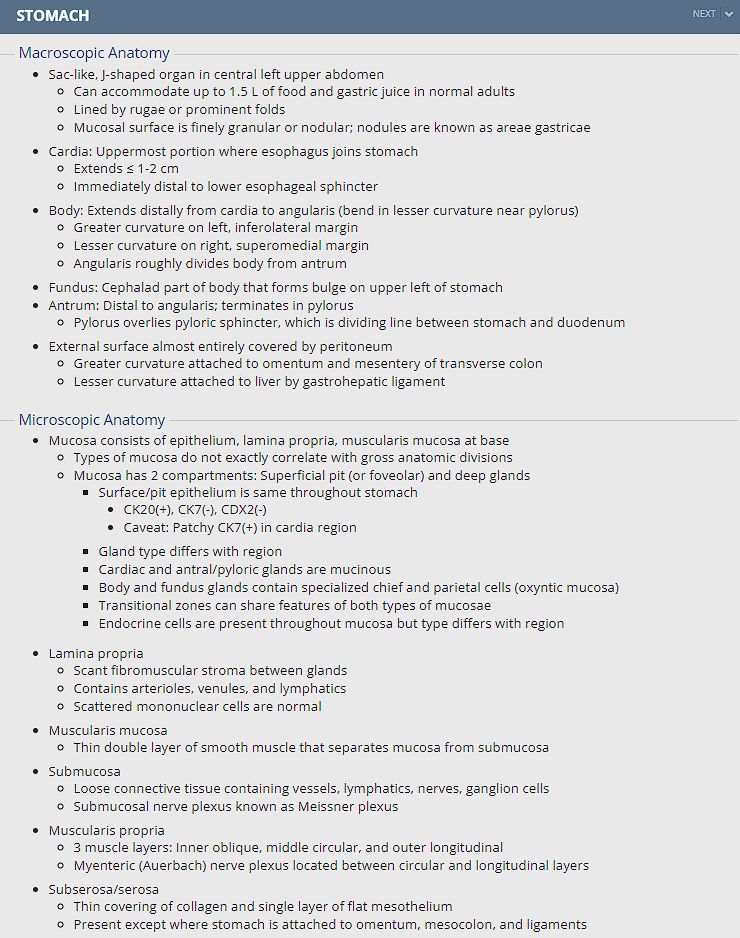 STOMACH
NEXT
Macroscopic Anatomy
Sac-like, J-shaped organ in central left upper abdomen
Can accommodate up to 1.5 L of food and gastric juice in normal adults
Lined by rugae or prominent folds
Mucosal surface is finely granular or nodular; nodules are known as areae gastricae
Cardia: Uppermost portion where esophagus joins stomach
Extends ≤ 1-2 cm
Immediately distal to lower esophageal sphincter
Body: Extends distally from cardia to angularis (bend in lesser curvature near pylorus)
Greater curvature on left, inferolateral margin
Lesser curvature on right, superomedial margin
Angularis roughly divides body from antrum
Fundus: Cephalad part of body that forms bulge on upper left of stomach
Antrum: Distal to angularis; terminates in pylorus
Pylorus overlies pyloric sphincter, which is dividing line between stomach and duodenum
External surface almost entirely covered by peritoneum
Greater curvature attached to omentum and mesentery of transverse colon
Lesser curvature attached to liver by gastrohepatic ligament
Microscopic Anatomy
Mucosa consists of epithelium, lamina propria, muscularis mucosa at base
Types of mucosa do not exactly correlate with gross anatomic divisions
Mucosa has 2 compartments: Superficial pit (or foveolar) and deep glands
Surface/pit epithelium is same throughout stomach
CK20(+), CK7(-), CDX2(-)
Caveat: Patchy CK7(+) in cardia region
Gland type differs with region
Cardiac and antral/pyloric glands are mucinous
Body and fundus glands contain specialized chief and parietal cells (oxyntic mucosa)
Transitional zones can share features of both types of mucosae
Endocrine cells are present throughout mucosa but type differs with region
Lamina propria
Scant fibromuscular stroma between glands
Contains arterioles, venules, and lymphatics
Scattered mononuclear cells are normal
Muscularis mucosa
Thin double layer of smooth muscle that separates mucosa from submucosa
Submucosa
Loose connective tissue containing vessels, lymphatics, nerves, ganglion cells
Submucosal nerve plexus known as Meissner plexus
Muscularis propria
3 muscle layers: Inner oblique, middle circular, and outer longitudinal
Myenteric (Auerbach) nerve plexus located between circular and longitudinal layers
Subserosa/serosa
Thin covering of collagen and single layer of flat mesothelium
Present except where stomach is attached to omentum, mesocolon, and ligaments